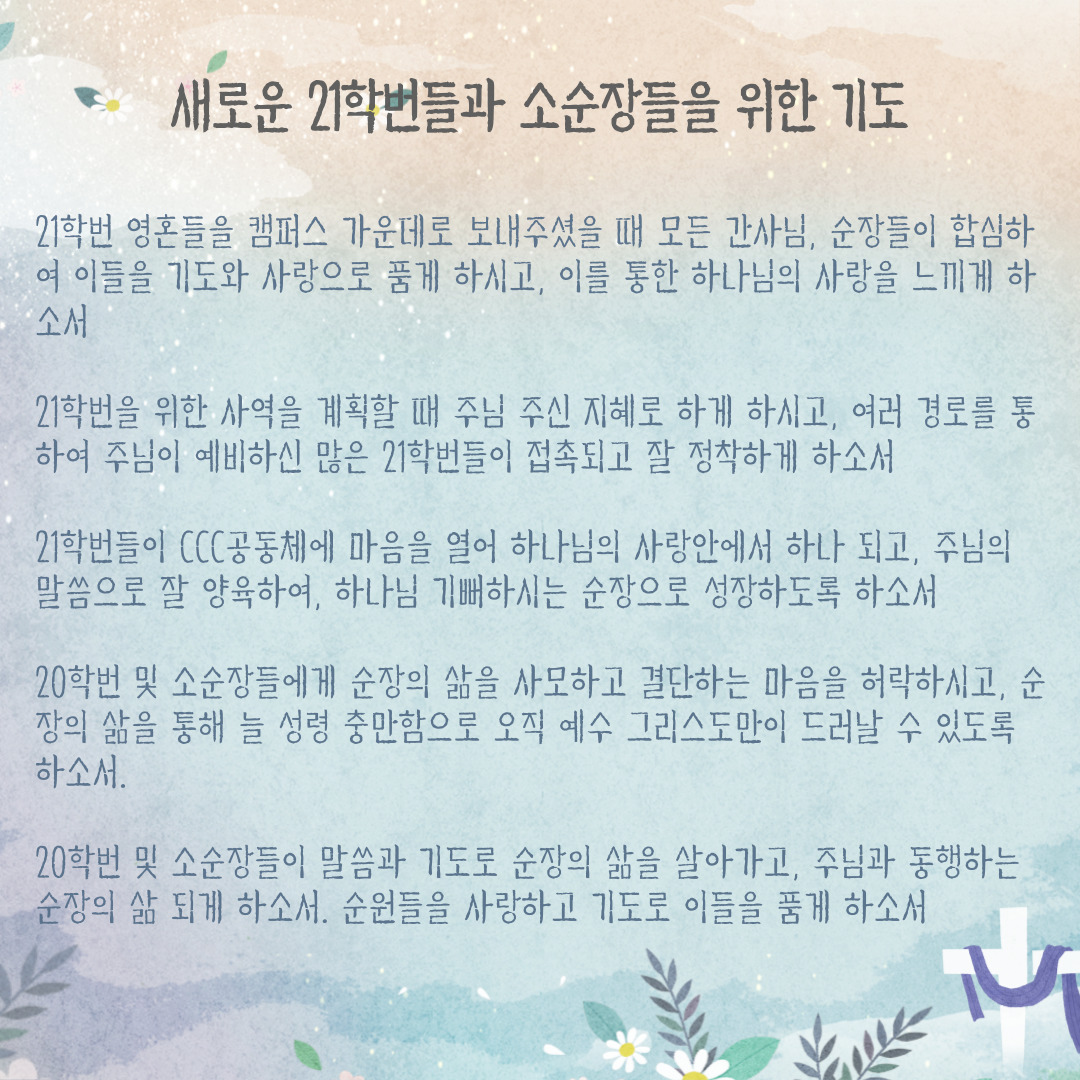 새로운 21학번들과 소순장들을 위한 기도
21학번 영혼들을 캠퍼스 가운데로 보내주셨을 때 모든 간사님, 순장들이 합심하
여 이들을 기도와 사랑으로 품게 하시고, 이를 통한 하나님의 사랑을 느끼게 하
소서
21학번을 위한 사역을 계획할 때 주님 주신 지혜로 하게 하시고, 여러 경로를 통
하여 주님이 예비하신 많은 21학번들이 접촉되고 잘 정착하게 하소서
21학번들이 CCC공동체에 마음을 열어 하나님의 사랑안에서 하나 되고, 주님의
말씀으로 잘 양육하여, 하나님 기뻐하시는 순장으로 성장하도록 하소서
20학번 및 소순장들에게 순장의 삶을 사모하고 결단하는 마음을 허락하시고, 순
장의 삶을 통해 늘 성령 충만함으로 오직 예수 그리스도만이 드러날 수 있도록
하소서.
20학번 및 소순장들이 말씀과 기도로 순장의 삶을 살아가고, 주님과 동행하는
순장의 삶 되게 하소서. 순원들을 사랑하고 기도로 이들을 품게 하소서